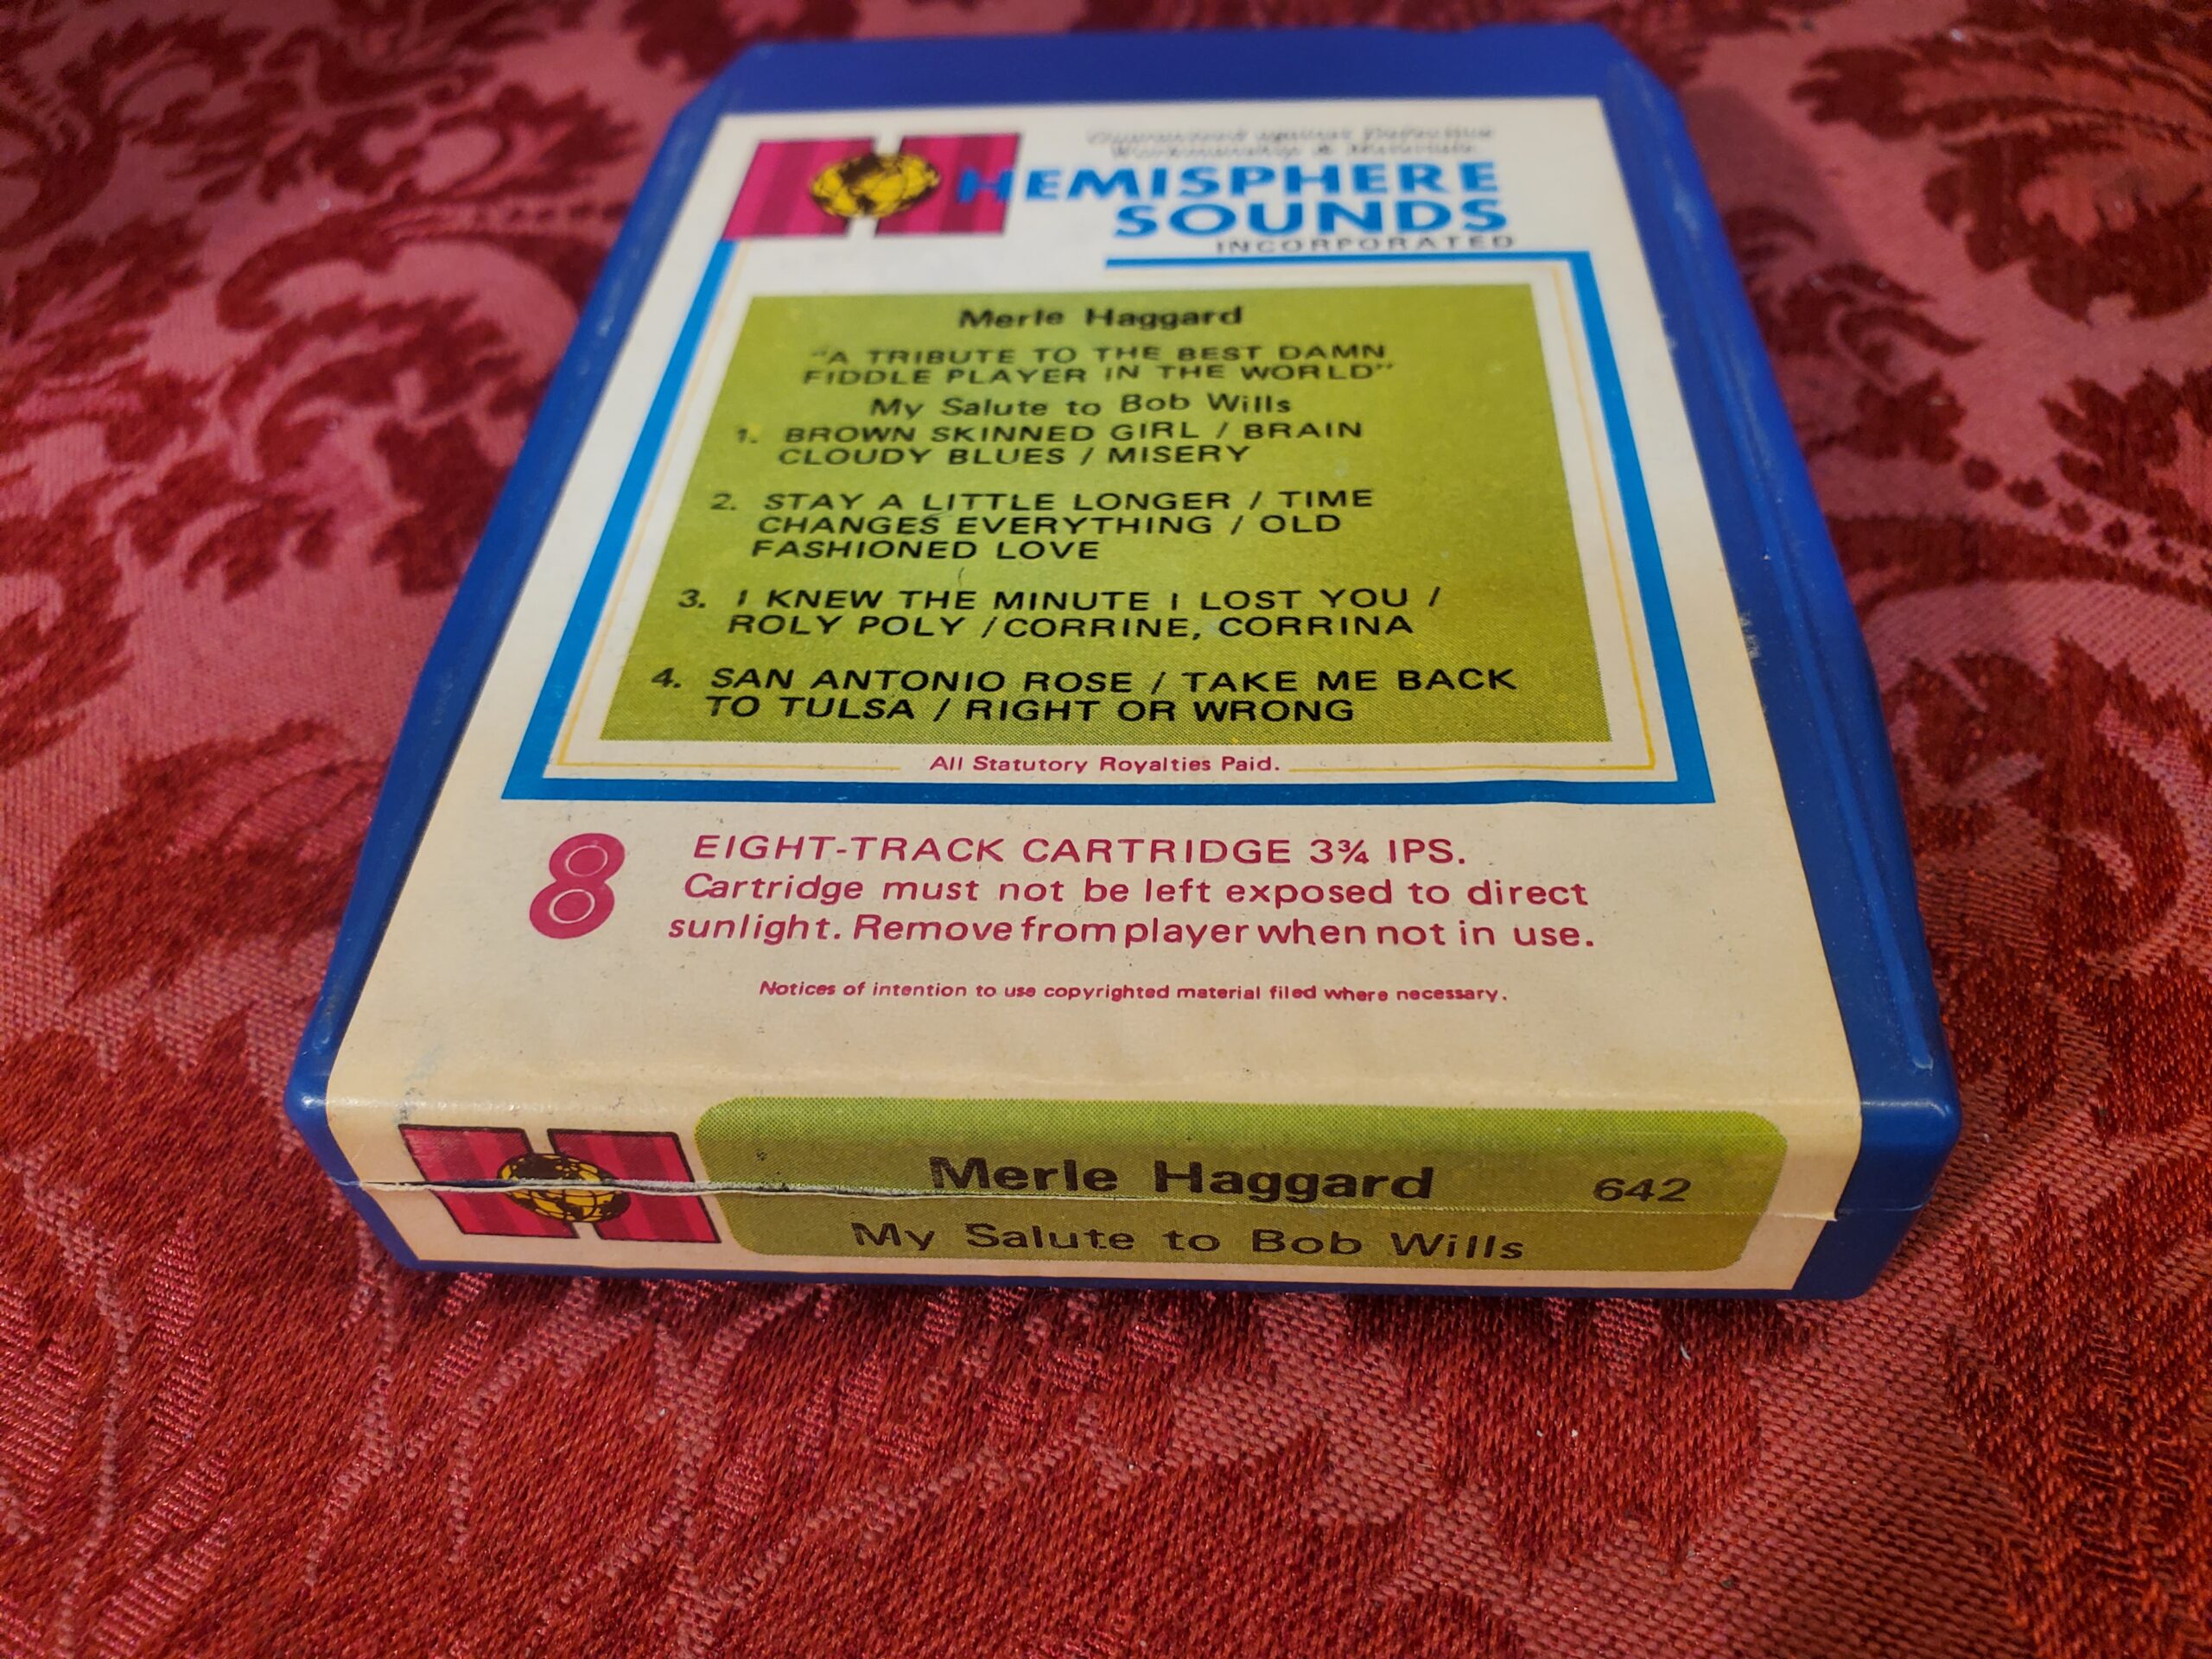 Guaranteed against Defective
Workmanship & Materials.
HEMISPHERE
SOUNDS
INCORPORATED
Merle Haggard
"A TRIBUTE TO THE BEST DAMN
FIDDLE PLAYER IN THE WORLD"
My Salute to Bob Wills
1. BROWN SKINNED GIRL / BRAIN
CLOUDY BLUES / MISERY
2. STAY A LITTLE LONGER / TIME
CHANGES EVERYTHING / OLD
FASHIONED LOVE
3. I KNEW THE MINUTE I LOST YOU /
ROLY POLY / CORRINE, CORRINA
4. SAN ANTONIO ROSE / TAKE ME BACK
TO TULSA / RIGHT OR WRONG
All Statutory Royalties Paid.
8 EIGHT-TRACK CARTRIDGE 3¾ IPS.
Cartridge must not be left exposed to direct
sunlight. Remove from player when not in use.
Notices of intention to use copyrighted material filed where necessary.
Merle Haggard 642
My Salute to Bob Wills